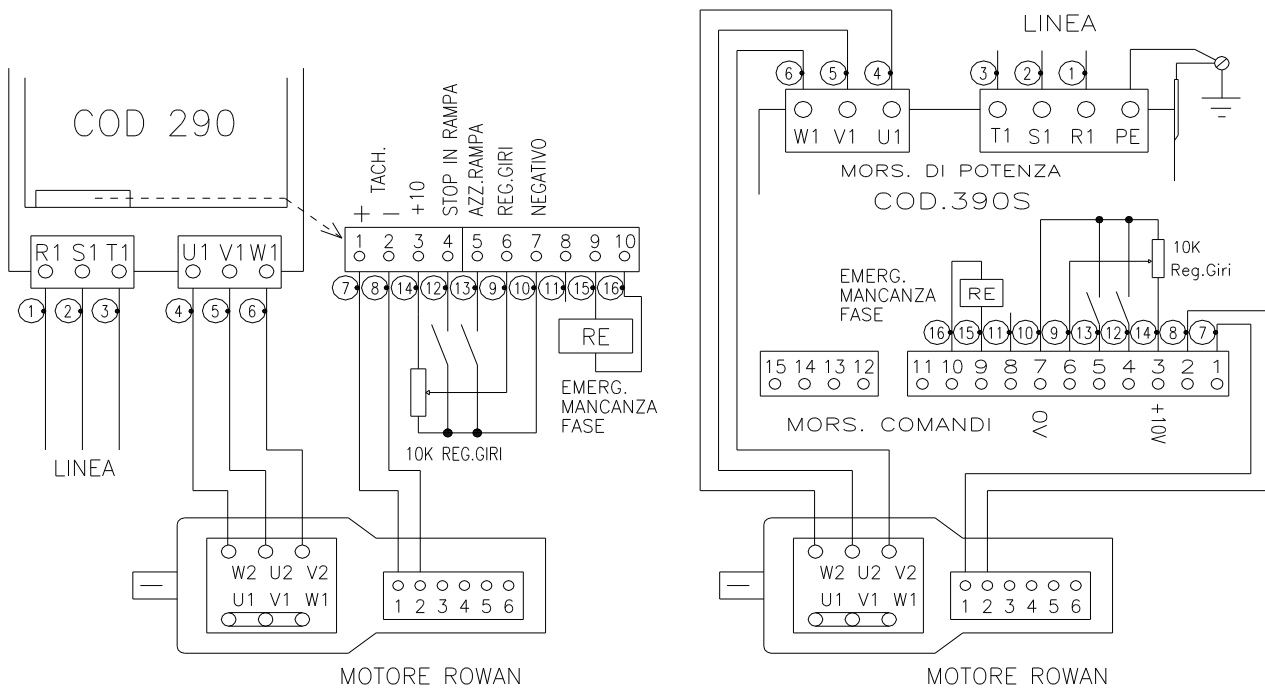 COD 290
R1 S1 T1
U1 V1 W1
1 2 3
4 5 6
LINEA
+
TACH.
–
+10
STOP IN RAMPA
AZZ.RAMPA
REG.GIRI
NEGATIVO
1 2 3 4 5 6 7 8 9 10
7 8 14 12 13 9 10 11 15 16
RE
EMERG.
MANCANZA
FASE
10K REG.GIRI
W2 U2 V2
U1 V1 W1
1 2 3 4 5 6
MOTORE ROWAN
LINEA
6 5 4
3 2 1
W1 V1 U1
T1 S1 R1 PE
MORS. DI POTENZA
COD.390S
10K
Reg.Giri
EMERG.
MANCANZA
FASE
RE
16 15 11 10 9 13 12 14 8 7
15 14 13 12
11 10 9 8 7 6 5 4 3 2 1
MORS. COMANDI
0V
+10V
W2 U2 V2
U1 V1 W1
1 2 3 4 5 6
MOTORE ROWAN